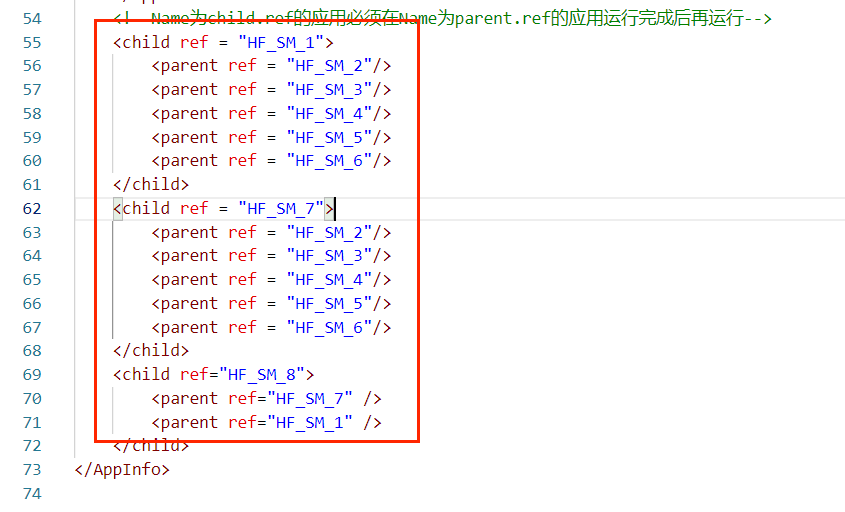 54 <!--Name为child.ref的应用必须在Name为parent.ref的应用运行完成后再运行-->
55 <child ref = "HF_SM_1">
56 <parent ref = "HF_SM_2"/>
57 <parent ref = "HF_SM_3"/>
58 <parent ref = "HF_SM_4"/>
59 <parent ref = "HF_SM_5"/>
60 <parent ref = "HF_SM_6"/>
61 </child>
62 <child ref = "HF_SM_7">
63 <parent ref = "HF_SM_2"/>
64 <parent ref = "HF_SM_3"/>
65 <parent ref = "HF_SM_4"/>
66 <parent ref = "HF_SM_5"/>
67 <parent ref = "HF_SM_6"/>
68 </child>
69 <child ref="HF_SM_8">
70 <parent ref="HF_SM_7" />
71 <parent ref="HF_SM_1" />
72 </child>
73 </AppInfo>
74